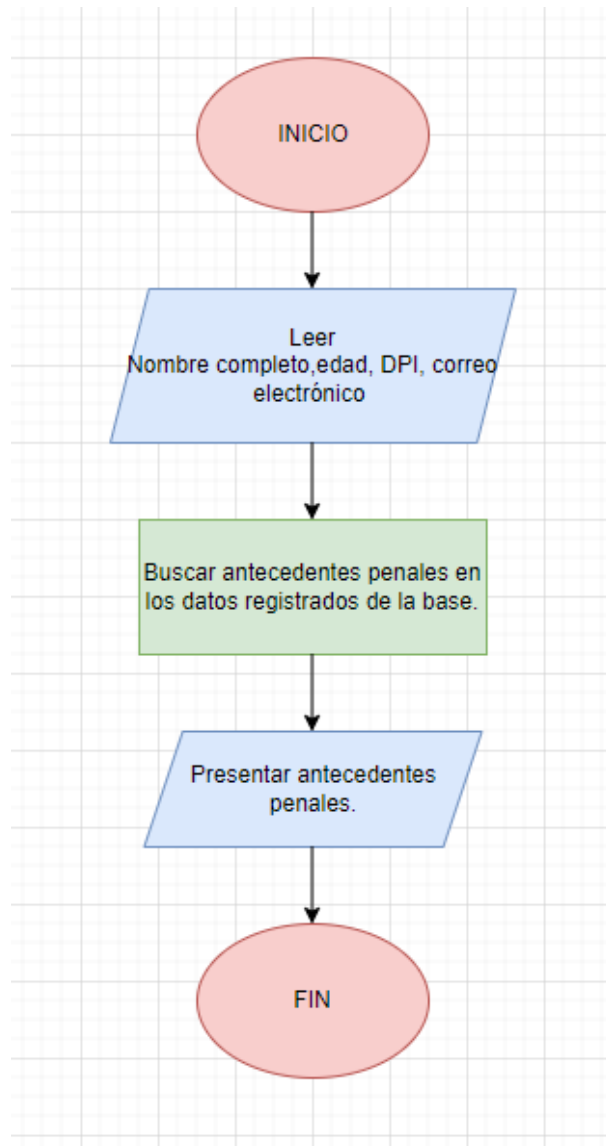 INICIO
Leer
Nombre completo,edad, DPI, correo
electrónico
Buscar antecedentes penales en
los datos registrados de la base.
Presentar antecedentes
penales.
FIN